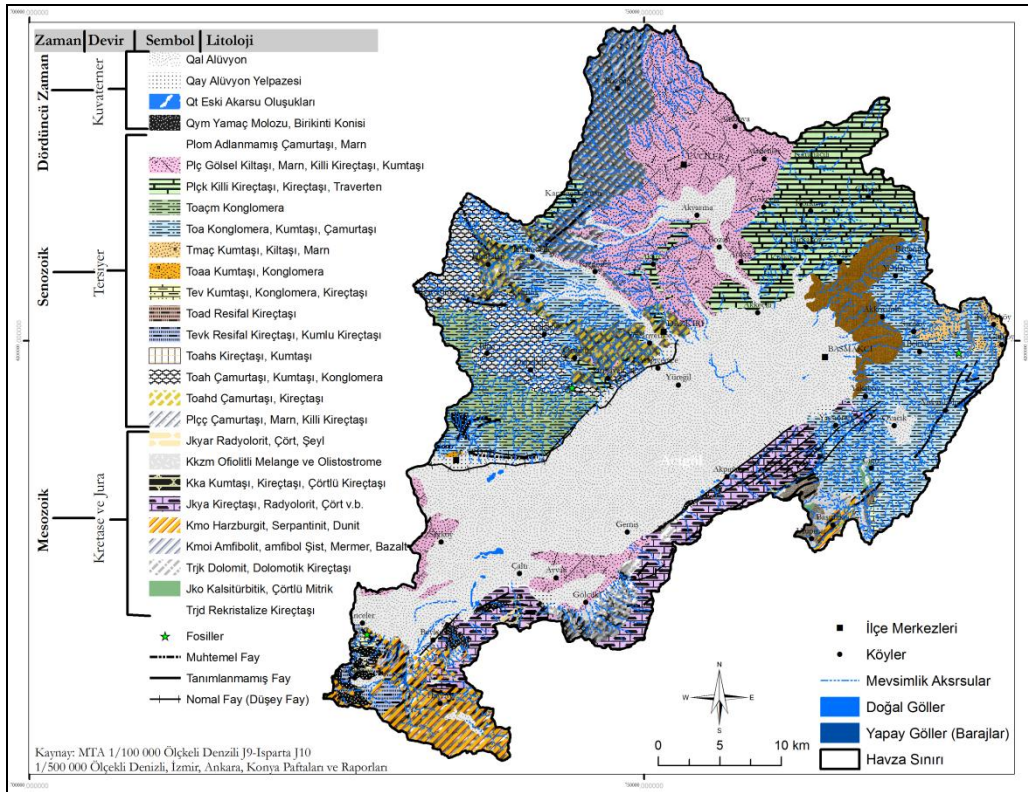 Zaman Devir Sembol Litoloji
Dördüncü Zaman
Senozoik
Mesozoik
Kuvaterner
Tersiyer
Kretase ve Jura
Qal Alüvyon
Qay Alüvyon Yelpazesi
Qt Eski Akarsu Oluşukları
Qym Yamaç Molozu, Birikinti Konisi
Plom Adlanmamış Çamurtaşı, Marn
Plç Gölsel Kiltaşı, Marn, Killi Kireçtaşı, Kumtaşı
Plçk Killi Kireçtaşı, Kireçtaşı, Traverten
Toaçm Konglomera
Toa Konglomera, Kumtaşı, Çamurtaşı
Tmaç Kumtaşı, Kiltaşı, Marn
Toaa Kumtaşı, Konglomera
Tev Kumtaşı, Konglomera, Kireçtaşı
Toad Resifal Kireçtaşı
Tevk Resifal Kireçtaşı, Kumlu Kireçtaşı
Toahs Kireçtaşı, Kumtaşı
Toah Çamurtaşı, Kumtaşı, Konglomera
Toahd Çamurtaşı, Kireçtaşı
Plçç Çamurtaşı, Marn, Killi Kireçtaşı
Jkyar Radyolorit, Çört, Şeyl
Kkzm Ofiolitli Melange ve Olistostrome
Kka Kumtaşı, Kireçtaşı, Çörtlü Kireçtaşı
Jkya Kireçtaşı, Radyolorit, Çört v.b.
Kmo Harzburgit, Serpantinit, Dunit
Kmoi Amfibolit, amfibol Şist, Mermer, Bazalt
Trjk Dolomit, Dolomotik Kireçtaşı
Jko Kalsitürbitik, Çörtlü Mitrik
Trjd Rekristalize Kireçtaşı
Fosiller
Muhtemel Fay
Tanımlanmamış Fay
Nomal Fay (Düşey Fay)
Kaynay: MTA 1/100 000 Ölçkeli Denzili J9-Isparta J10
1/500 000 Ölçekli Denizli, İzmir, Ankara, Konya Paftaları ve Raporları
Akyarma
BAŞMAKÇI
Yüreğil
Acıgöl
Gemiş
Çaltı
Gölcük
N
W E
S
0 5 10 km
İlçe Merkezleri
Köyler
Mevsimlik Aksrsular
Doğal Göller
Yapay Göller (Barajlar)
Havza Sınırı